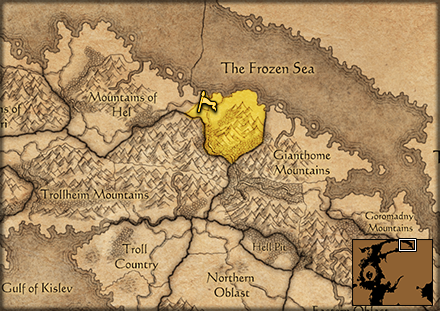 The Frozen Sea
Mountains of
Hel
ns of
Gianthome
Mountains
Trollheim Mountains
Goromadny
Mountains
Troll
Country
Hell Pit
Northern
Oblast
Gulf of Kislev